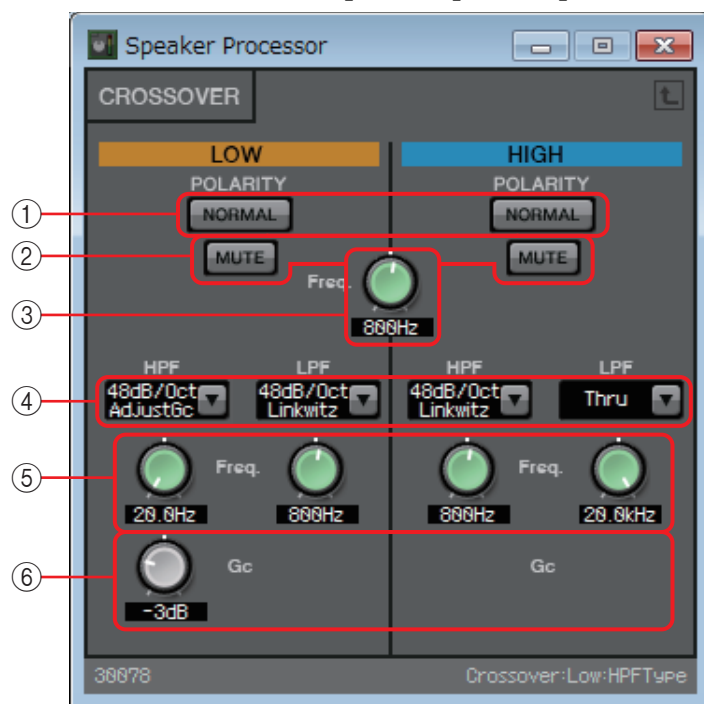 Speaker Processor
CROSSOVER
LOW
HIGH
POLARITY
POLARITY
① NORMAL
NORMAL
② MUTE
MUTE
③ Freq.
800Hz
HPF
LPF
HPF
LPF
④ 48dB/Oct AdjustGc
48dB/Oct Linkwitz
48dB/Oct Linkwitz
Thru
⑤ Freq.
Freq.
20.0Hz
800Hz
800Hz
20.0kHz
⑥ Gc
Gc
-3dB
30078
Crossover:Low:HPFType